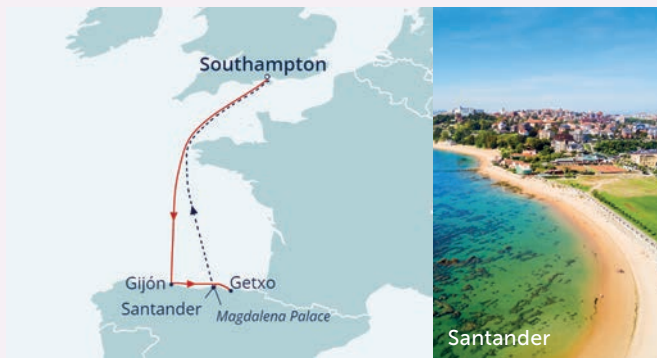 Southampton
Gijón
Getxo
Santander
Magdalena Palace
Santander